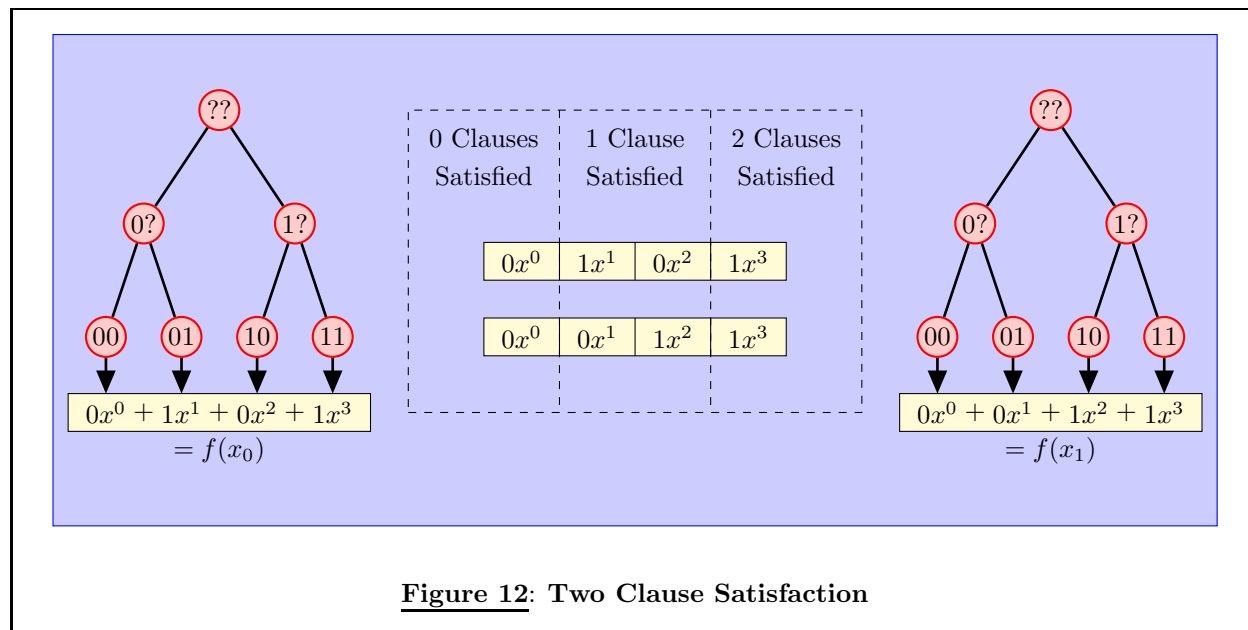 ??
0? 1?
00 01 10 11
0x^0 + 1x^1 + 0x^2 + 1x^3
= f(x_0)
0 Clauses
Satisfied
1 Clause
Satisfied
2 Clauses
Satisfied
0x^0 1x^1 0x^2 1x^3
0x^0 0x^1 1x^2 1x^3
??
0? 1?
00 01 10 11
0x^0 + 0x^1 + 1x^2 + 1x^3
= f(x_1)
Figure 12: Two Clause Satisfaction